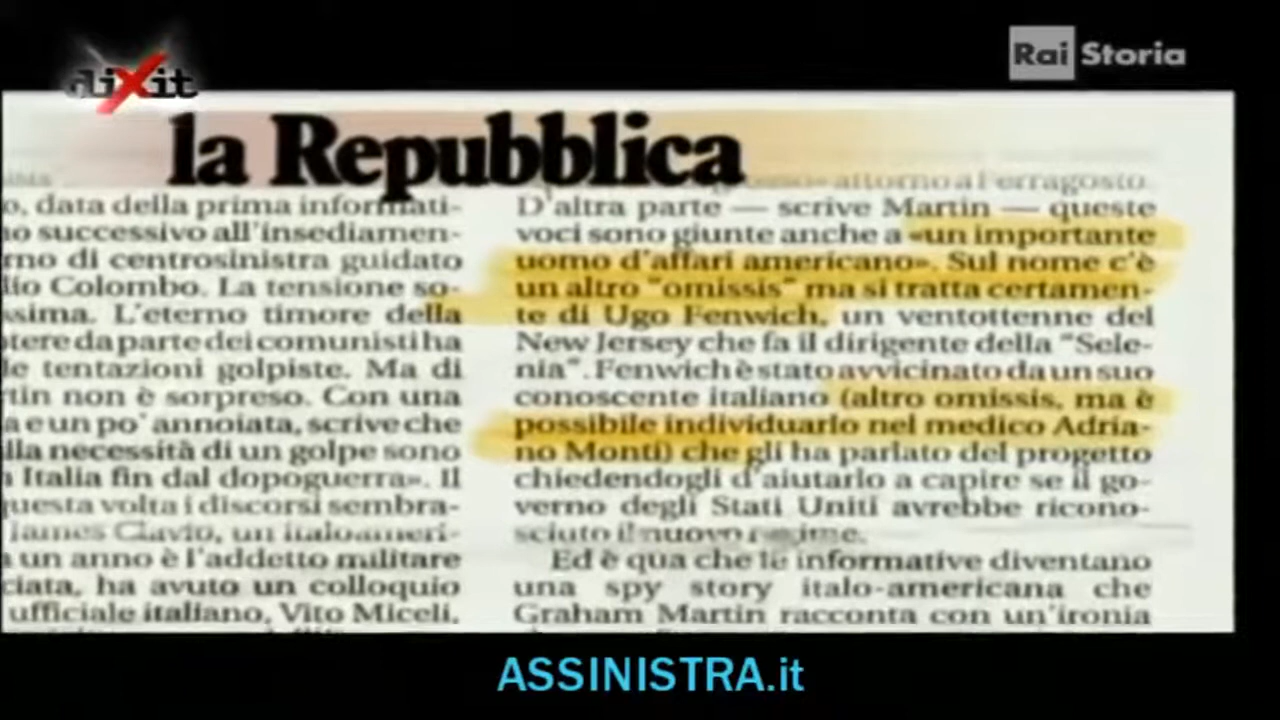 dixit
Rai Storia
la Repubblica
o, data della prima informati-
no successivo all'insediamen-
rno di centrosinistra guidato
lio Colombo. La tensione so-
ssima. L'eterno timore della
otere da parte dei comunisti ha
le tentazioni golpiste. Ma di
tin non è sorpreso. Con una
a e un po' annoiata, scrive che
lla necessità di un golpe sono
n Italia fin dal dopoguerra». Il
questa volta i discorsi sembra-
James Clavio, un italoameri-
a un anno è l'addetto militare
ciata, ha avuto un colloquio
ufficiale italiano, Vito Miceli,
attorno a Ferragosto.
D'altra parte — scrive Martin — queste
voci sono giunte anche a «un importante
uomo d'affari americano». Sul nome c'è
un altro "omissis" ma si tratta certamen-
te di Ugo Fenwich, un ventottenne del
New Jersey che fa il dirigente della "Sele-
nia". Fenwich è stato avvicinato da un suo
conoscente italiano (altro omissis, ma è
possibile individuarlo nel medico Adria-
no Monti) che gli ha parlato del progetto
chiedendogli d'aiutarlo a capire se il go-
verno degli Stati Uniti avrebbe ricono-
sciuto il nuovo regime.
Ed è qua che le informative diventano
una spy story italo-americana che
Graham Martin racconta con un'ironia
ASSINISTRA.it